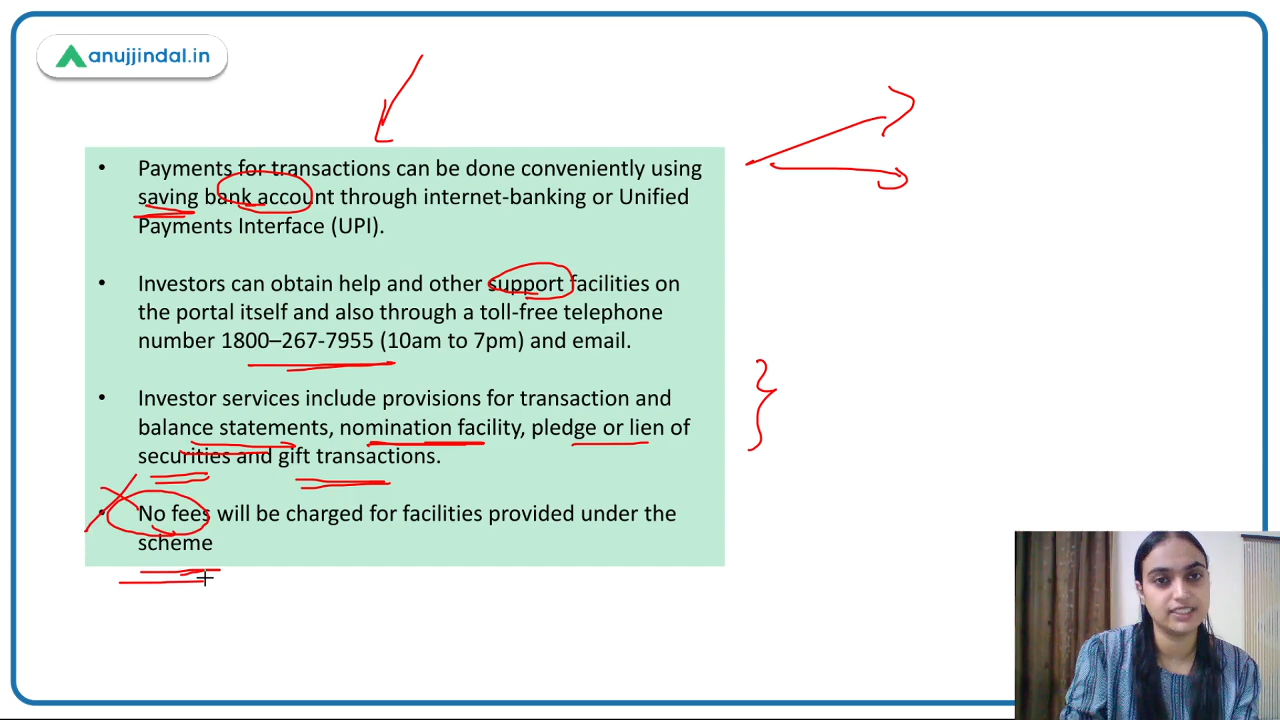 anujjindal.in
• Payments for transactions can be done conveniently using
saving bank account through internet-banking or Unified
Payments Interface (UPI).
• Investors can obtain help and other support facilities on
the portal itself and also through a toll-free telephone
number 1800–267-7955 (10am to 7pm) and email.
• Investor services include provisions for transaction and
balance statements, nomination facility, pledge or lien of
securities and gift transactions.
• No fees will be charged for facilities provided under the
scheme